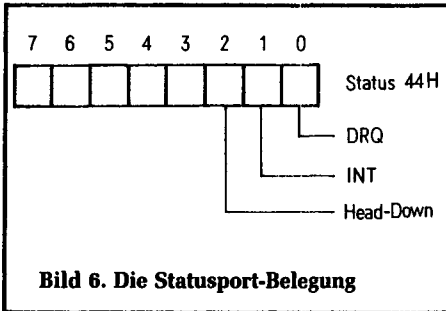 7 6 5 4 3 2 1 0
Status 44H
DRQ
INT
Head-Down
Bild 6. Die Statusport-Belegung